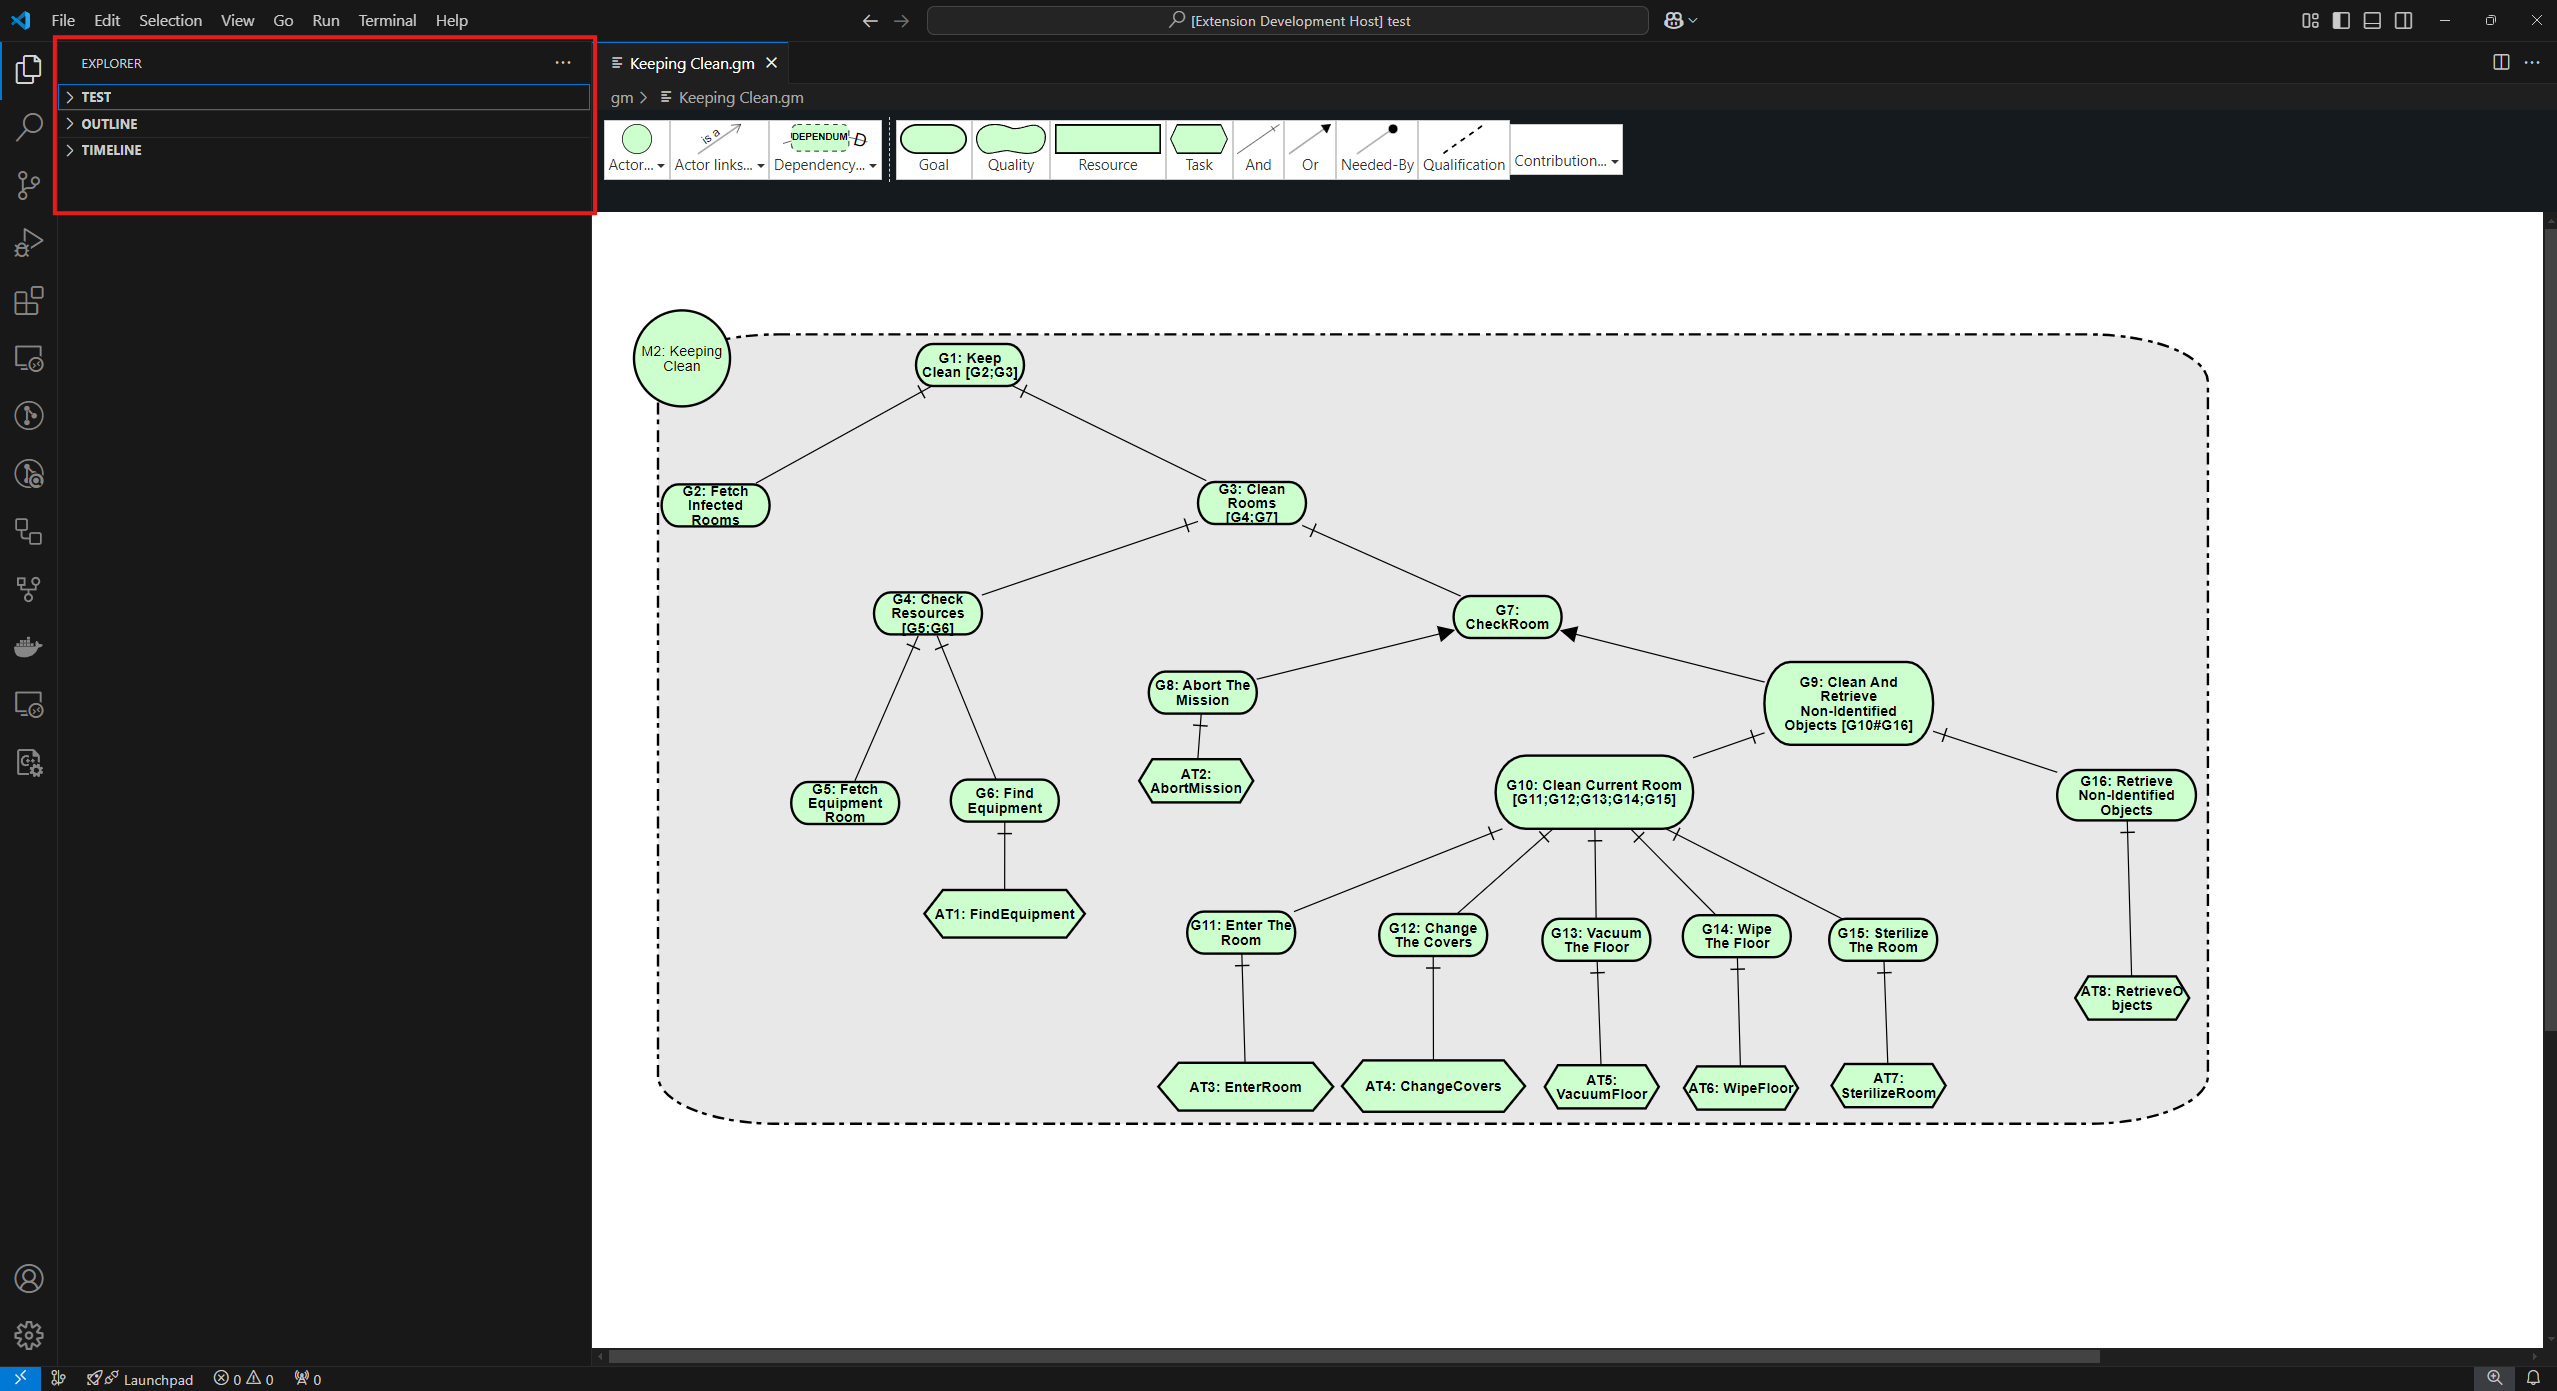 File Edit Selection View Go Run Terminal Help
[Extension Development Host] test
EXPLORER
TEST
OUTLINE
TIMELINE
Keeping Clean.gm
gm > Keeping Clean.gm
is a
DEPENDUM
D
Actor...
Actor links...
Dependency...
Goal
Quality
Resource
Task
And
Or
Needed-By
Qualification
Contribution...
M2: Keeping
Clean
G1: Keep
Clean [G2;G3]
G2: Fetch
Infected
Rooms
G3: Clean
Rooms
[G4;G7]
G4: Check
Resources
[G5;G6]
G7:
CheckRoom
G8: Abort The
Mission
G9: Clean And
Retrieve
Non-Identified
Objects [G10#G16]
AT2:
AbortMission
G10: Clean Current Room
[G11;G12;G13;G14;G15]
G16: Retrieve
Non-Identified
Objects
G5: Fetch
Equipment
Room
G6: Find
Equipment
AT1: FindEquipment
G11: Enter The
Room
G12: Change
The Covers
G13: Vacuum
The Floor
G14: Wipe
The Floor
G15: Sterilize
The Room
AT8: RetrieveO
bjects
AT3: EnterRoom
AT4: ChangeCovers
AT5:
VacuumFloor
AT6: WipeFloor
AT7:
SterilizeRoom
Launchpad 0 0 0